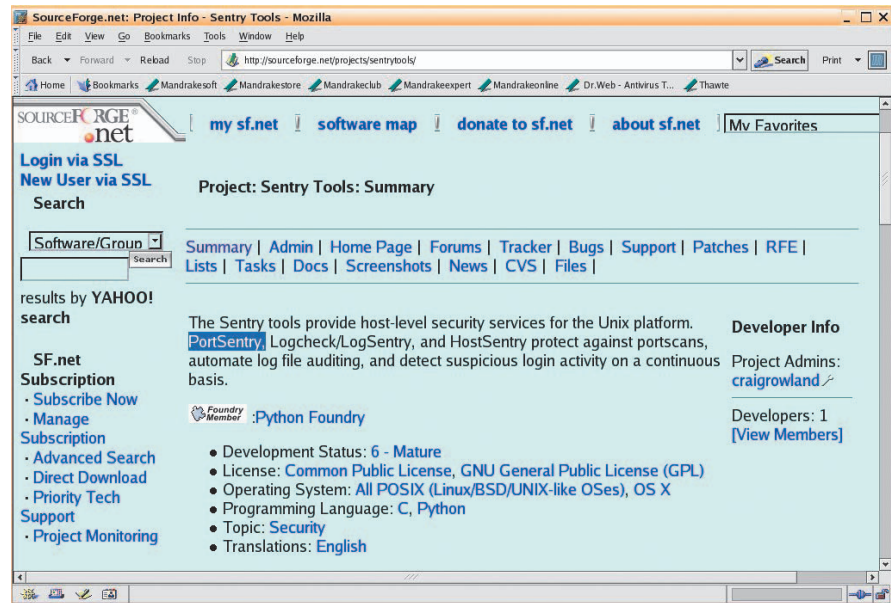 SourceForge.net: Project Info - Sentry Tools - Mozilla
File Edit View Go Bookmarks Tools Window Help
Back Forward Reload Stop http://sourceforge.net/projects/sentrytools/ Search Print
Home Bookmarks Mandrakesoft Mandrakestore Mandrakeclub Mandrakeexpert Mandrakeonline Dr.Web - Antivirus T... Thawte
SOURCEFORGE®
.net
my sf.net software map donate to sf.net about sf.net My Favorites
Login via SSL
New User via SSL
Search
Software/Group
Search
results by YAHOO!
search
SF.net
Subscription
· Subscribe Now
· Manage
Subscription
· Advanced Search
· Direct Download
· Priority Tech
Support
· Project Monitoring
Project: Sentry Tools: Summary
Summary | Admin | Home Page | Forums | Tracker | Bugs | Support | Patches | RFE |
Lists | Tasks | Docs | Screenshots | News | CVS | Files |
The Sentry tools provide host-level security services for the Unix platform.
PortSentry, Logcheck/LogSentry, and HostSentry protect against portscans,
automate log file auditing, and detect suspicious login activity on a continuous
basis.
Foundry
Member :Python Foundry
● Development Status: 6 - Mature
● License: Common Public License, GNU General Public License (GPL)
● Operating System: All POSIX (Linux/BSD/UNIX-like OSes), OS X
● Programming Language: C, Python
● Topic: Security
● Translations: English
Developer Info
Project Admins:
craigrowland
Developers: 1
[View Members]